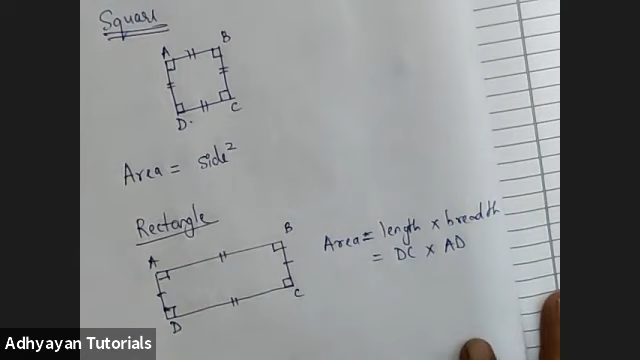 Square
A
B
C
D
Area = side²
Rectangle
A
B
C
D
Area = length × breadth
= DC × AD
Adhyayan Tutorials